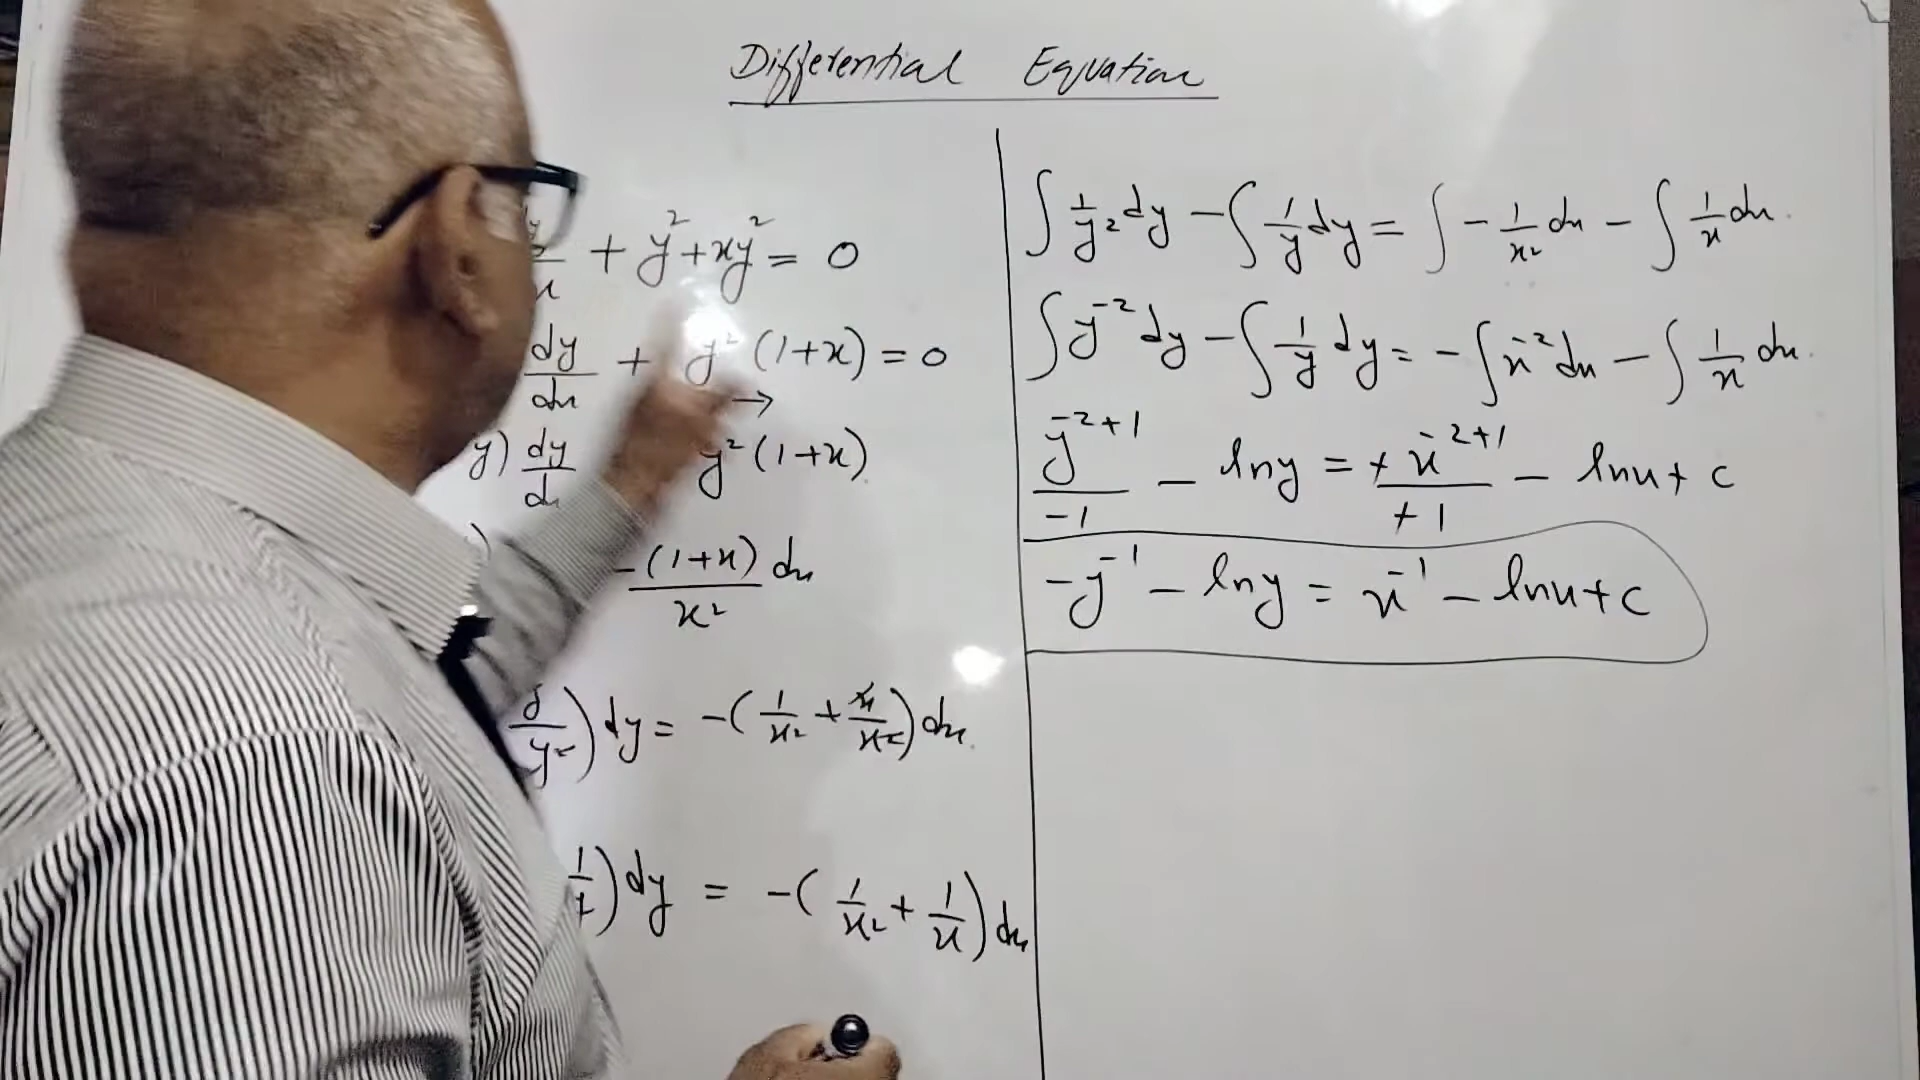 Differential Equation
+ y² + xy² = 0
dy/dx + y² (1+x) = 0
→
y) dy/dx y² (1+x)
-(1+x)/x² dx
y/y²) dy = -(1/x² + x/x²) dx
) dy = -(1/x² + 1/x) dx
∫ 1/y² dy - ∫ 1/y dy = ∫ - 1/x² dx - ∫ 1/x dx
∫ y⁻² dy - ∫ 1/y dy = - ∫ x⁻² dx - ∫ 1/x dx
y⁻²⁺¹/-1 - lny = + x⁻²⁺¹/+1 - lnx + c
-y⁻¹ - lny = x⁻¹ - lnx + c